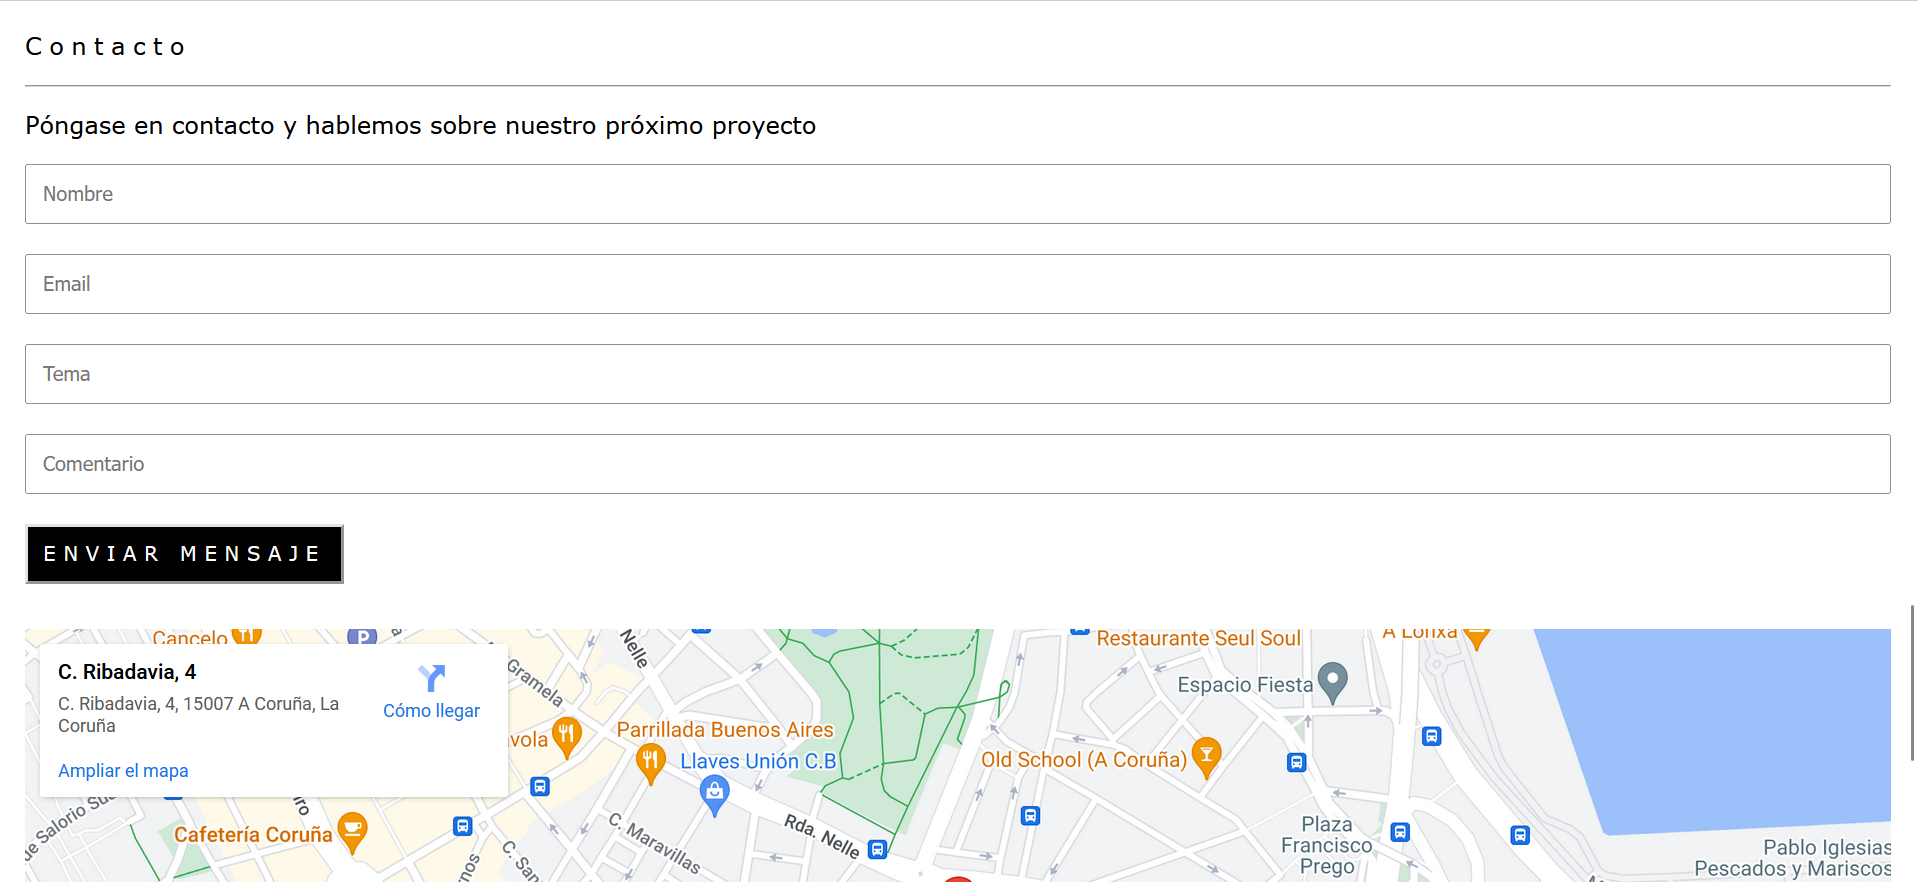 Contacto
Póngase en contacto y hablemos sobre nuestro próximo proyecto
Nombre
Email
Tema
Comentario
ENVIAR MENSAJE
C. Ribadavia, 4
C. Ribadavia, 4, 15007 A Coruña, La
Coruña
Cómo llegar
Ampliar el mapa
Cancelo
P
Nelle
Gramela
Restaurante Seul Soul
A Lonxa
Espacio Fiesta
Parrillada Buenos Aires
Llaves Unión C.B
Old School (A Coruña)
Cafetería Coruña
C. Maravillas
Rda. Nelle
Plaza
Francisco
Prego
Pablo Iglesias
Pescados y Mariscos